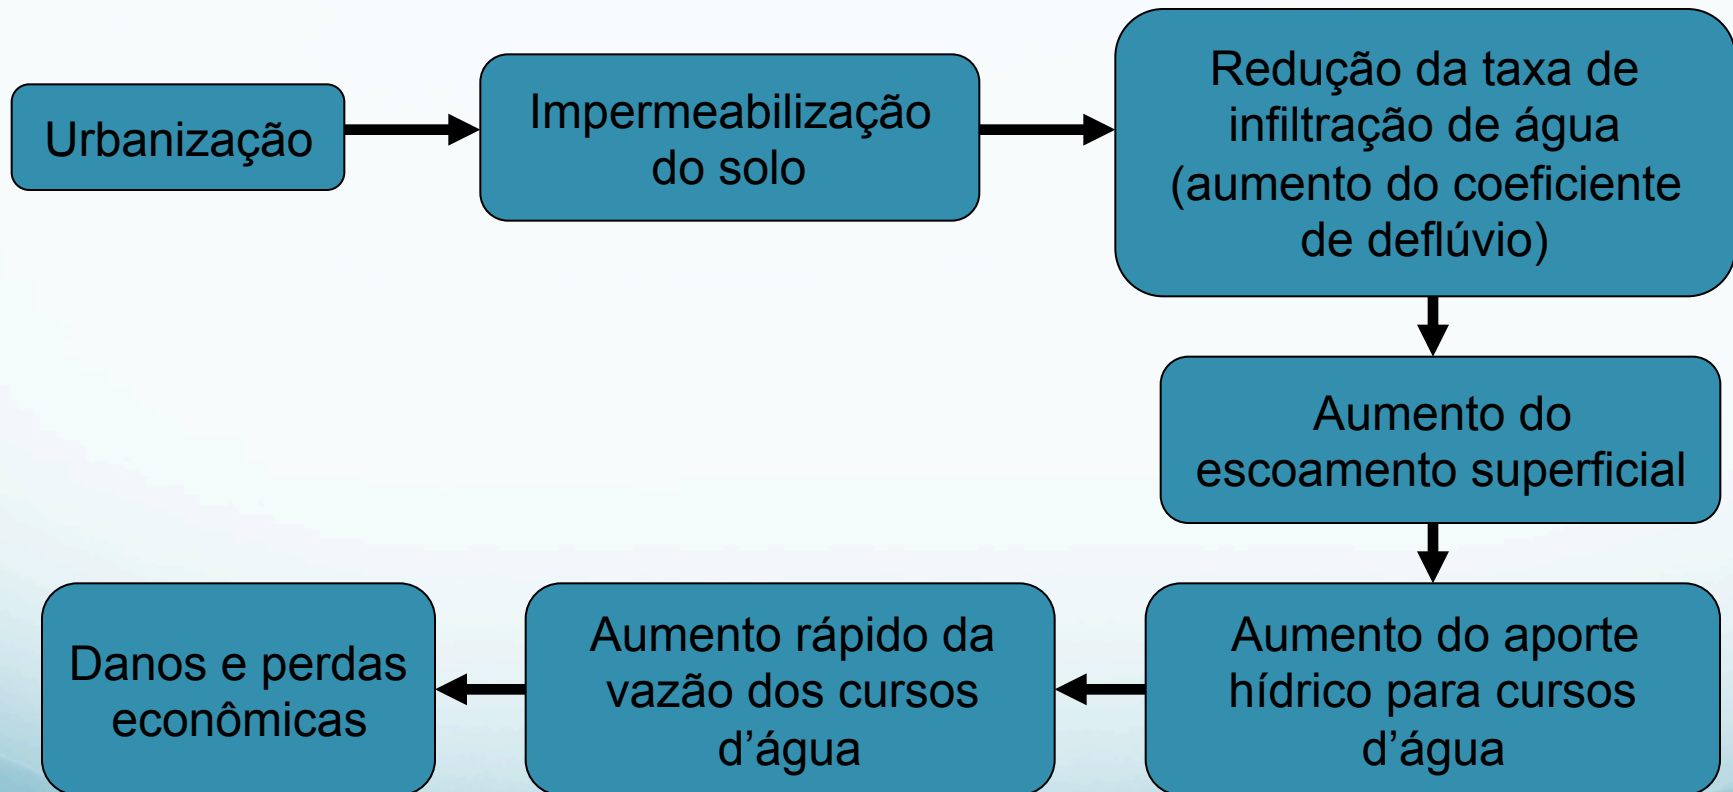 Urbanização
Impermeabilização
do solo
Redução da taxa de
infiltração de água
(aumento do coeficiente
de deflúvio)
Aumento do
escoamento superficial
Aumento do aporte
hídrico para cursos
d’água
Aumento rápido da
vazão dos cursos
d’água
Danos e perdas
econômicas